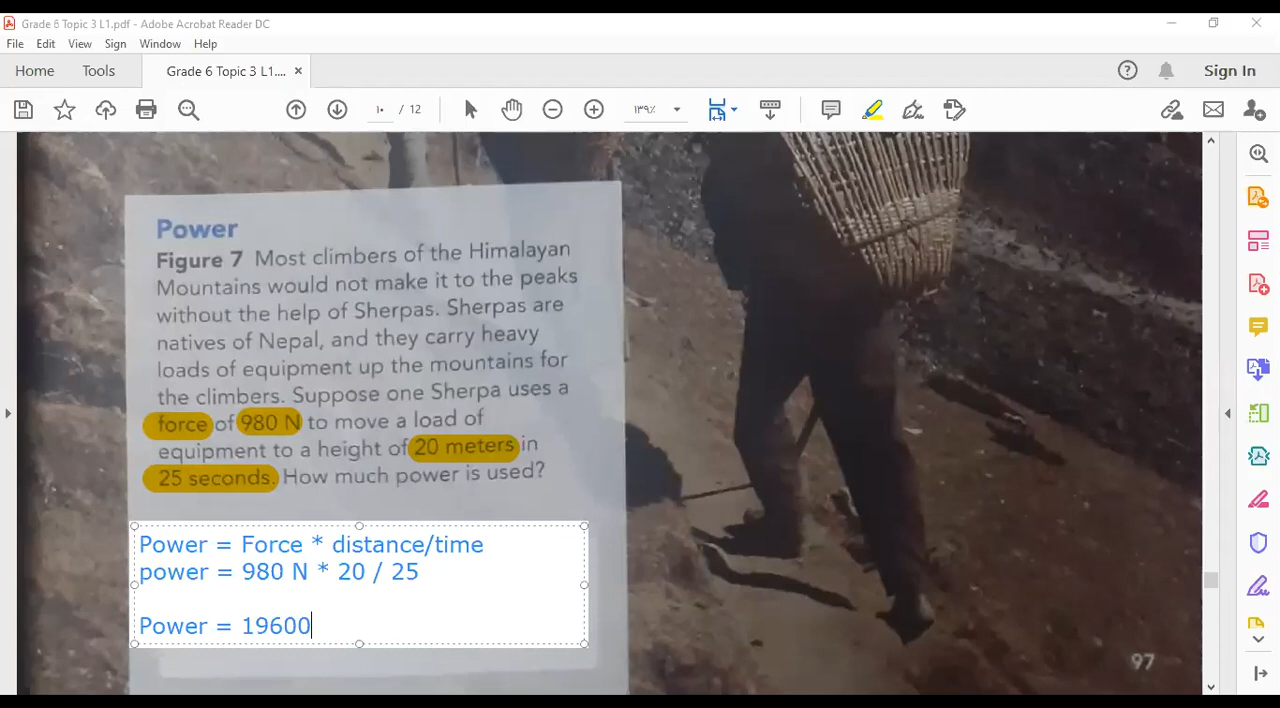 Grade 6 Topic 3 L1.pdf - Adobe Acrobat Reader DC
File Edit View Sign Window Help
Home Tools Grade 6 Topic 3 L1.... × Sign In
١٠ / 12 ١٣٩٪
Power
Figure 7 Most climbers of the Himalayan
Mountains would not make it to the peaks
without the help of Sherpas. Sherpas are
natives of Nepal, and they carry heavy
loads of equipment up the mountains for
the climbers. Suppose one Sherpa uses a
force of 980 N to move a load of
equipment to a height of 20 meters in
25 seconds. How much power is used?
Power = Force * distance/time
power = 980 N * 20 / 25
Power = 19600
97